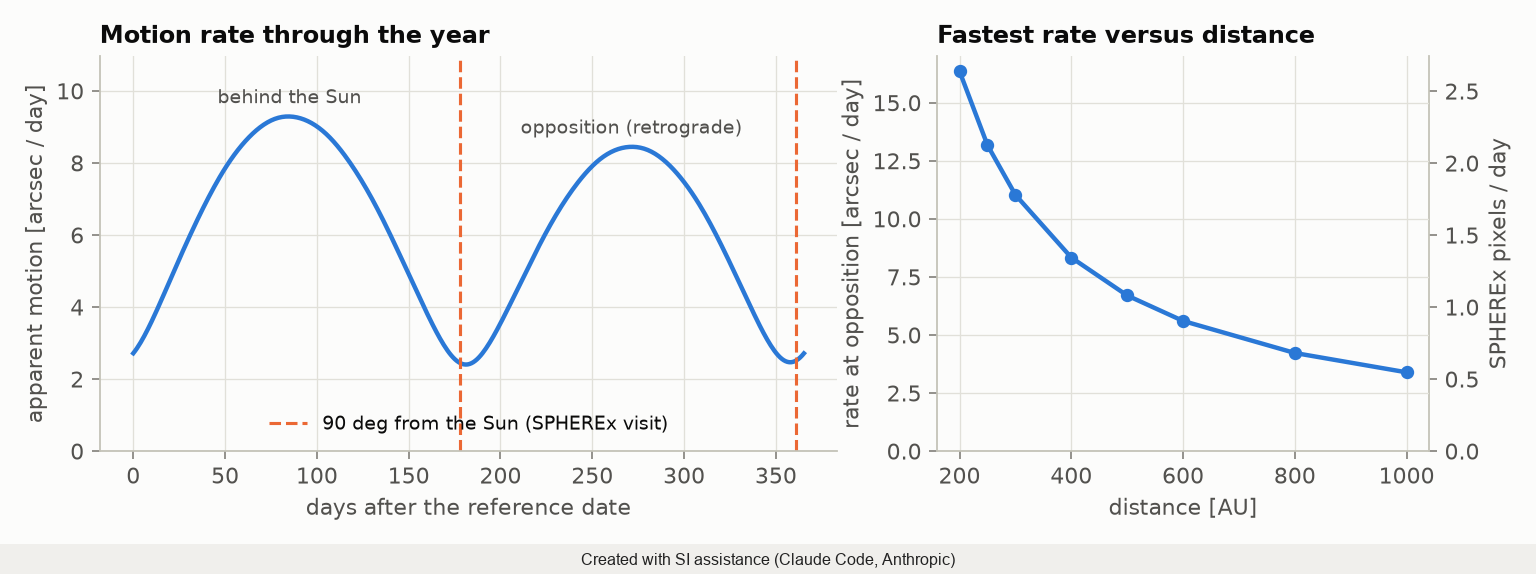 Motion rate through the year
apparent motion [arcsec / day]
10
8
6
4
2
0
behind the Sun
opposition (retrograde)
90 deg from the Sun (SPHEREx visit)
0 50 100 150 200 250 300 350
days after the reference date
Fastest rate versus distance
rate at opposition [arcsec / day]
15.0
12.5
10.0
7.5
5.0
2.5
0.0
2.5
2.0
1.5
1.0
0.5
0.0
SPHEREx pixels / day
200 400 600 800 1000
distance [AU]
Created with SI assistance (Claude Code, Anthropic)